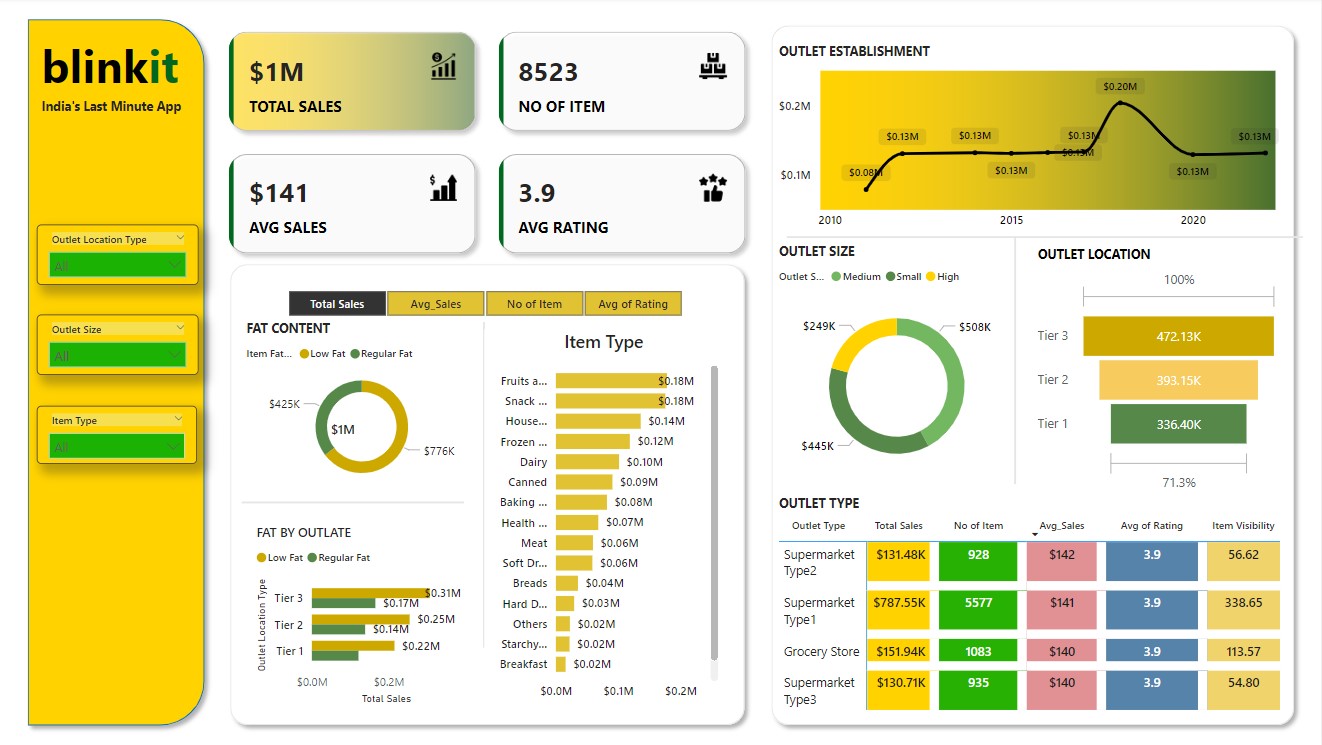 blinkit
India's Last Minute App
Outlet Location Type
All
Outlet Size
All
Item Type
All
$1M
TOTAL SALES
8523
NO OF ITEM
$141
AVG SALES
3.9
AVG RATING
Total Sales Avg_Sales No of Item Avg of Rating
FAT CONTENT
Item Fat... Low Fat Regular Fat
$425K
$1M
$776K
FAT BY OUTLATE
Low Fat Regular Fat
Outlet Location Type
Tier 3 $0.31M
$0.17M
Tier 2 $0.25M
$0.14M
Tier 1 $0.22M
$0.0M $0.2M
Total Sales
Item Type
Fruits a... $0.18M
Snack ... $0.18M
House... $0.14M
Frozen ... $0.12M
Dairy $0.10M
Canned $0.09M
Baking ... $0.08M
Health ... $0.07M
Meat $0.06M
Soft Dr... $0.06M
Breads $0.04M
Hard D... $0.03M
Others $0.02M
Starchy... $0.02M
Breakfast $0.02M
$0.0M $0.1M $0.2M
OUTLET ESTABLISHMENT
$0.2M
$0.1M
$0.08M
$0.13M
$0.13M
$0.13M
$0.13M
$0.13M
$0.20M
$0.13M
$0.13M
2010 2015 2020
OUTLET SIZE
Outlet S... Medium Small High
$249K
$508K
$445K
OUTLET LOCATION
100%
Tier 3 472.13K
Tier 2 393.15K
Tier 1 336.40K
71.3%
OUTLET TYPE
Outlet Type Total Sales No of Item Avg_Sales Avg of Rating Item Visibility
Supermarket Type2 $131.48K 928 $142 3.9 56.62
Supermarket Type1 $787.55K 5577 $141 3.9 338.65
Grocery Store $151.94K 1083 $140 3.9 113.57
Supermarket Type3 $130.71K 935 $140 3.9 54.80